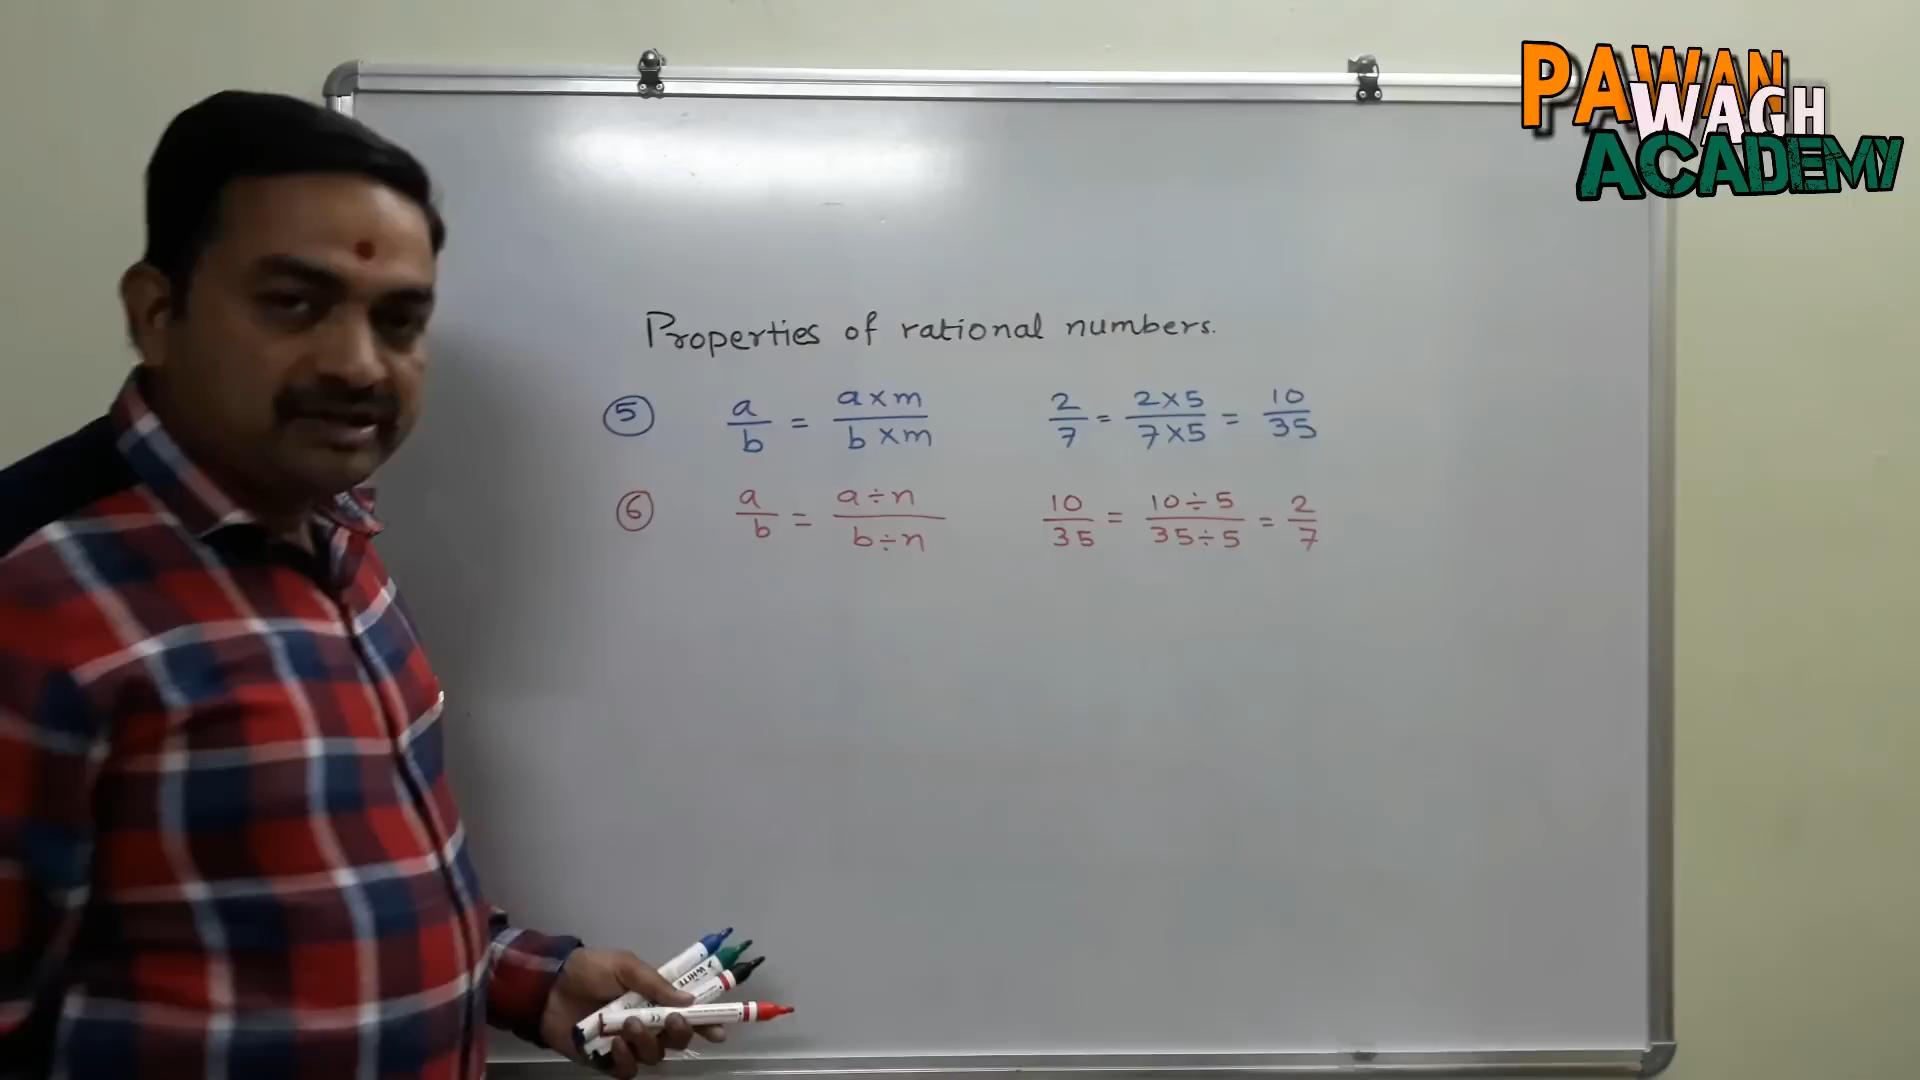 PAWAN
WAGH
ACADEMY
Properties of rational numbers.
5 a/b = a×m/b×m 2/7 = 2×5/7×5 = 10/35
6 a/b = a÷n/b÷n 10/35 = 10÷5/35÷5 = 2/7
WHITE